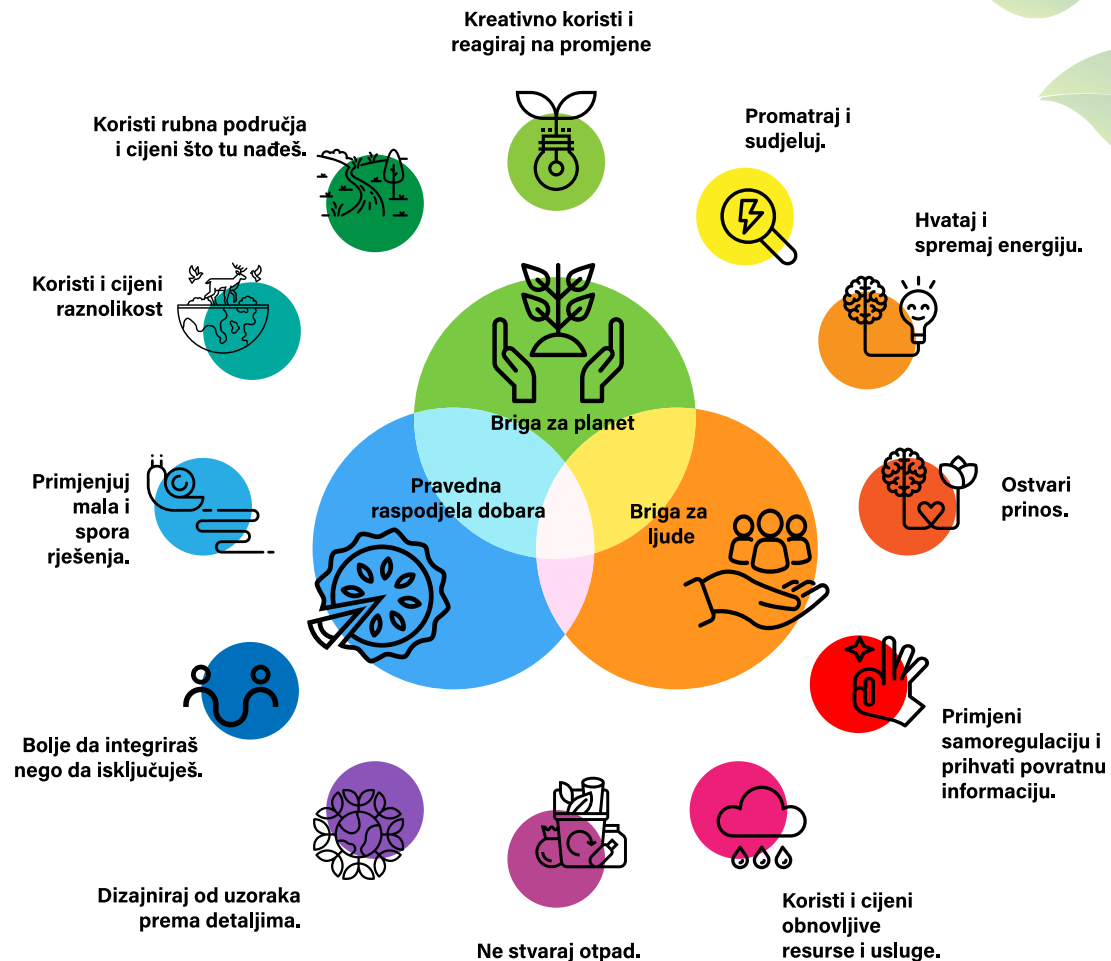 Kreativno koristi i
reagiraj na promjene
Promatraj i
sudjeluj.
Hvataj i
spremaj energiju.
Ostvari
prinos.
Primjeni
samoregulaciju i
prihvati povratnu
informaciju.
Koristi i cijeni
obnovljive
resurse i usluge.
Ne stvaraj otpad.
Dizajniraj od uzoraka
prema detaljima.
Bolje da integriraš
nego da isključuješ.
Primjenjuj
mala i
spora
rješenja.
Koristi i cijeni
raznolikost
Koristi rubna područja
i cijeni što tu nađeš.
Briga za planet
Pravedna
raspodjela dobara
Briga za
ljude